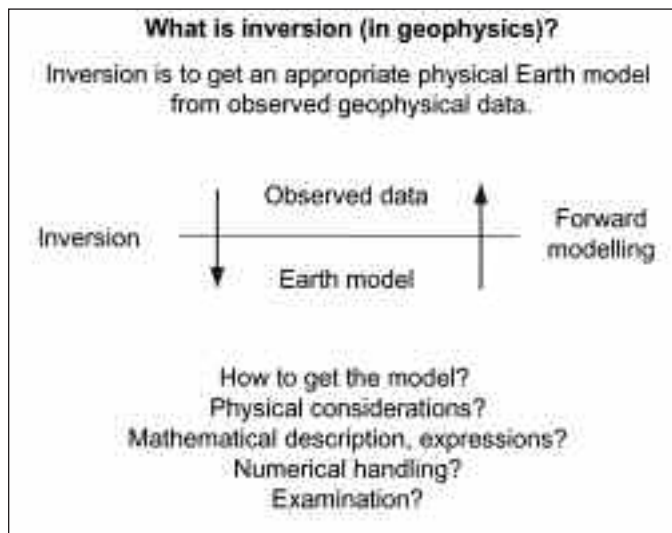 What is inversion (in geophysics)?
Inversion is to get an appropriate physical Earth model
from observed geophysical data.
Observed data
Inversion
Forward
modelling
Earth model
How to get the model?
Physical considerations?
Mathematical description, expressions?
Numerical handling?
Examination?